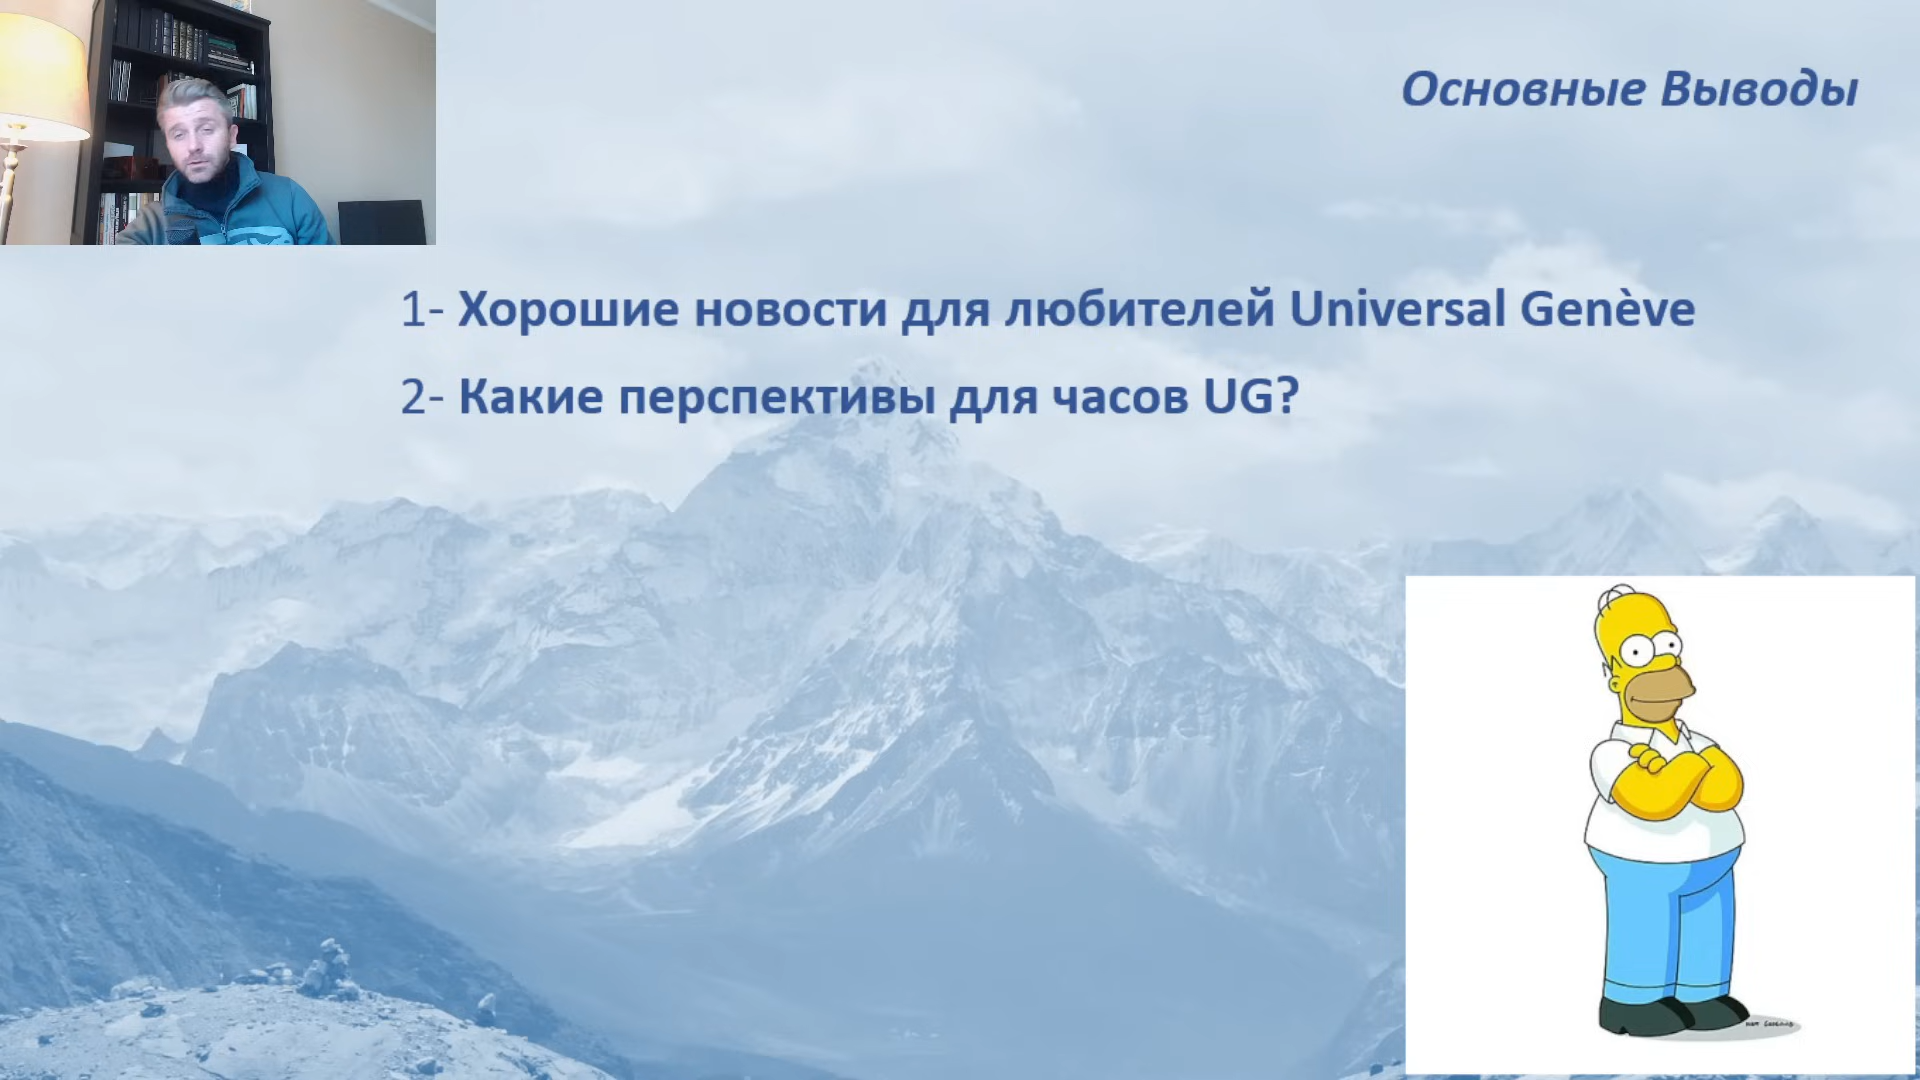 Основные Выводы
1- Хорошие новости для любителей Universal Genève
2- Какие перспективы для часов UG?